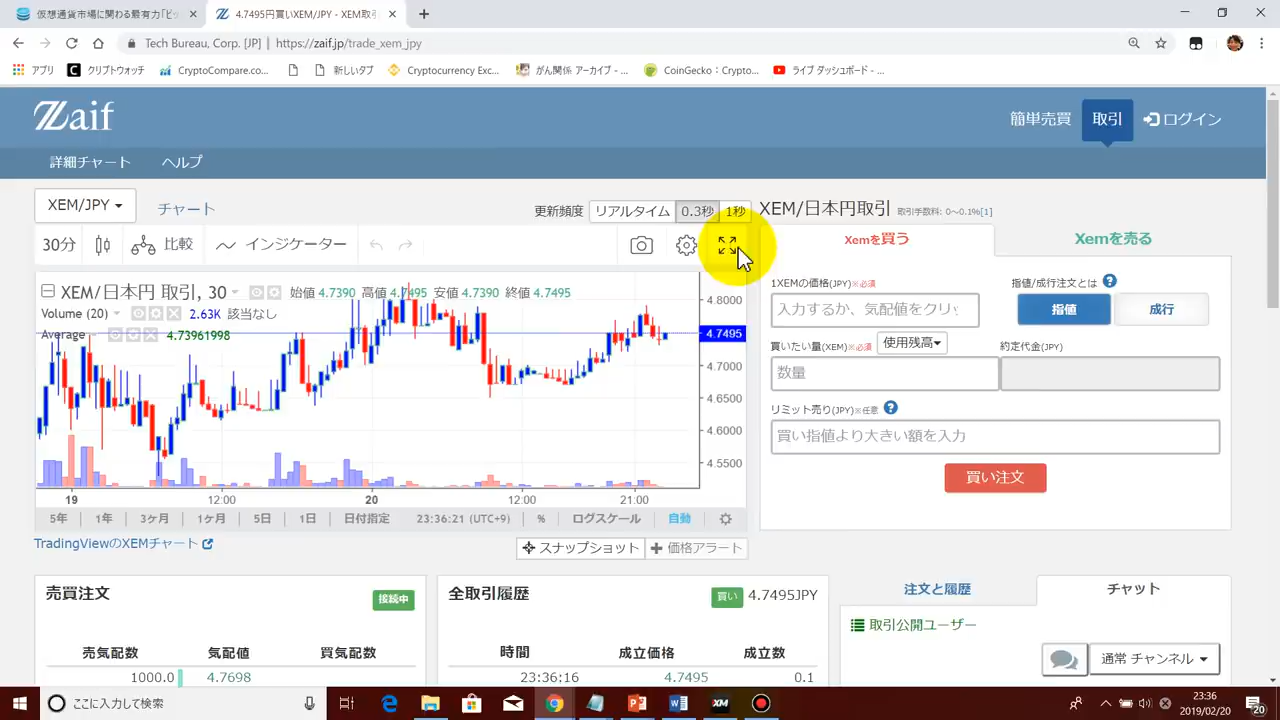 仮想通貨市場に関わる最有力「ビッ
4.7495円買いXEM/JPY - XEM取引
Tech Bureau, Corp. [JP] | https://zaif.jp/trade_xem_jpy
アプリ
クリプトウォッチ
CryptoCompare.co...
新しいタブ
Cryptocurrency Exc...
がん関係 アーカイブ - ...
CoinGecko：Crypto...
ライブ ダッシュボード - ...
Zaif
簡単売買
取引
ログイン
詳細チャート
ヘルプ
XEM/JPY
チャート
更新頻度
リアルタイム
0.3秒
1秒
XEM/日本円取引
取引手数料: 0〜0.1%[1]
30分
比較
インジケーター
Xemを買う
Xemを売る
XEM/日本円 取引, 30
始値 4.7390 高値 4.7495 安値 4.7390 終値 4.7495
Volume (20)
2.63K 該当なし
Average
4.73961998
4.8000
4.7495
4.7000
4.6500
4.6000
4.5500
19
12:00
20
12:00
21:00
1XEMの価格(JPY)※必須
指値/成行注文とは
入力するか、気配値をクリ
指値
成行
買いたい量(XEM)※必須
使用残高
約定代金(JPY)
数量
リミット売り(JPY)※任意
買い指値より大きい額を入力
買い注文
5年
1年
3ヶ月
1ヶ月
5日
1日
日付指定
23:36:21 (UTC+9)
%
ログスケール
自動
TradingViewのXEMチャート
スナップショット
価格アラート
売買注文
接続中
売気配数
気配値
買気配数
1000.0
4.7698
全取引履歴
買い
4.7495JPY
時間
成立価格
成立数
23:36:16
4.7495
0.1
注文と履歴
チャット
取引公開ユーザー
通常 チャンネル
ここに入力して検索
XM
23:36
2019/02/20
20